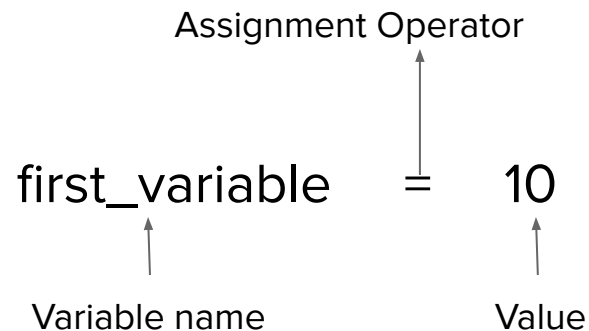 Assignment Operator
first_variable = 10
Variable name Value